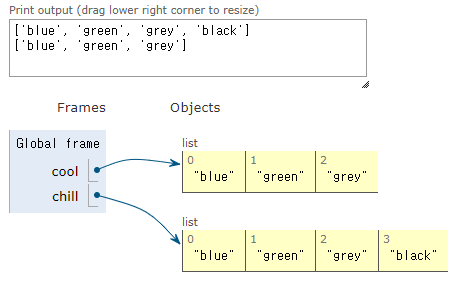 Print output (drag lower right corner to resize)
['blue', 'green', 'grey', 'black']
['blue', 'green', 'grey']
Frames Objects
Global frame
cool
chill
list
0 1 2
"blue" "green" "grey"
list
0 1 2 3
"blue" "green" "grey" "black"